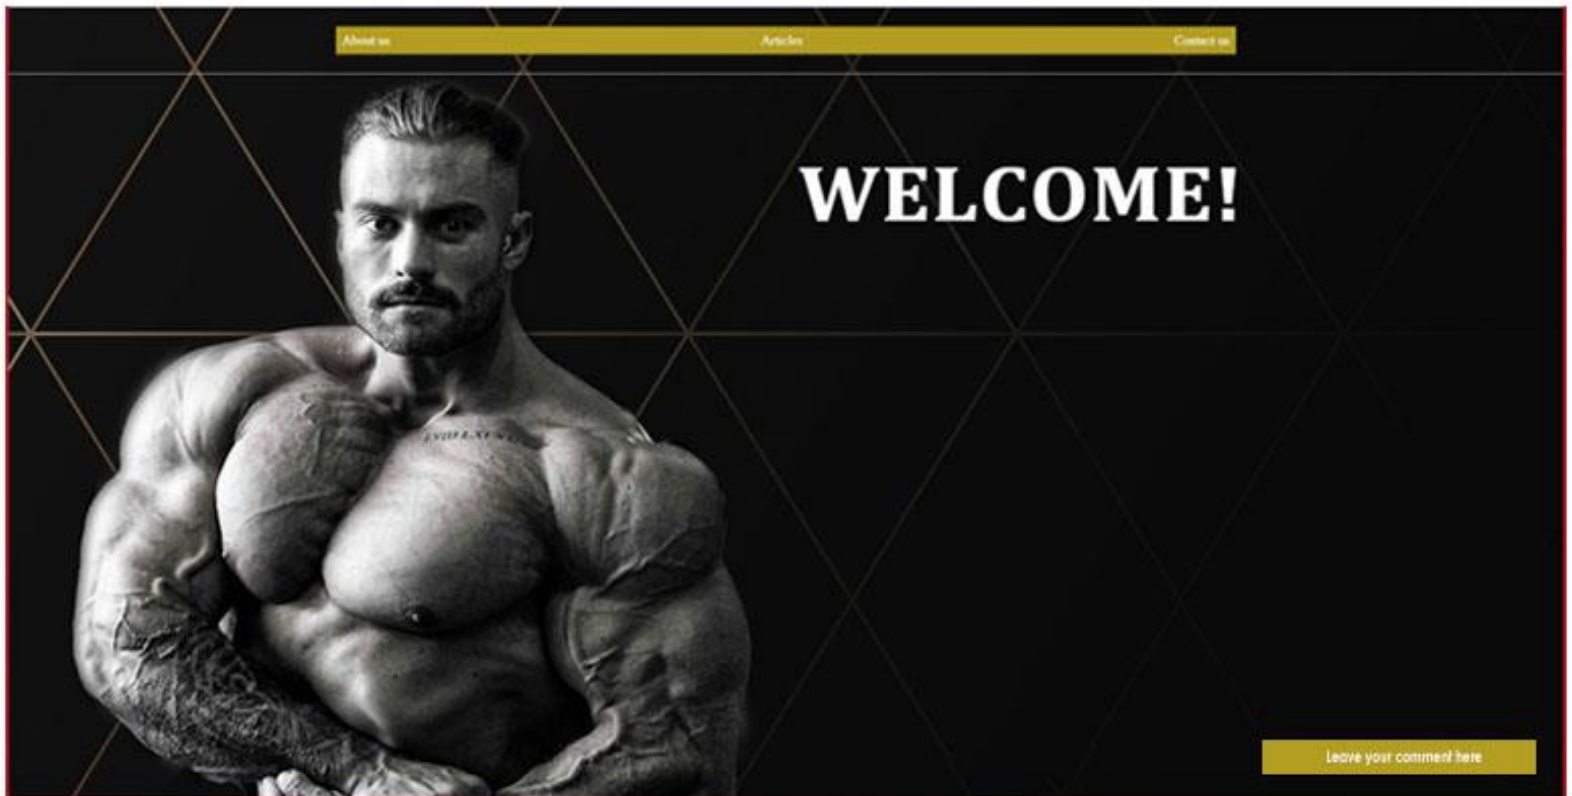 About us
Articles
Contact us
WELCOME!
Leave your comment here